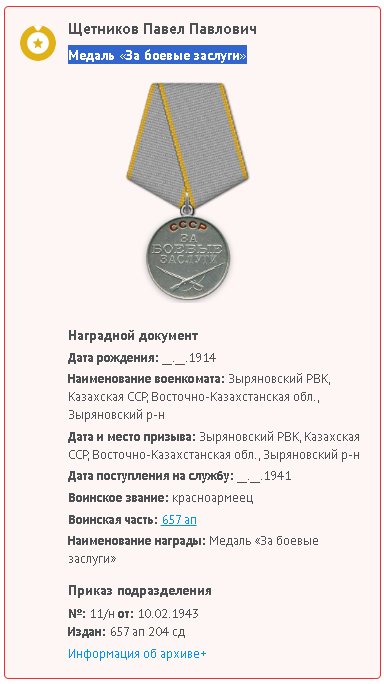 Щетников Павел Павлович
Медаль «За боевые заслуги»
СССР
ЗА
БОЕВЫЕ
ЗАСЛУГИ
Наградной документ
Дата рождения: __.__.1914
Наименование военкомата: Зыряновский РВК,
Казахская ССР, Восточно-Казахстанская обл.,
Зыряновский р-н
Дата и место призыва: Зыряновский РВК, Казахская
ССР, Восточно-Казахстанская обл., Зыряновский р-н
Дата поступления на службу: __.__.1941
Воинское звание: красноармеец
Воинская часть: 657 ап
Наименование награды: Медаль «За боевые
заслуги»
Приказ подразделения
№: 11/н от: 10.02.1943
Издан: 657 ап 204 сд
Информация об архиве+